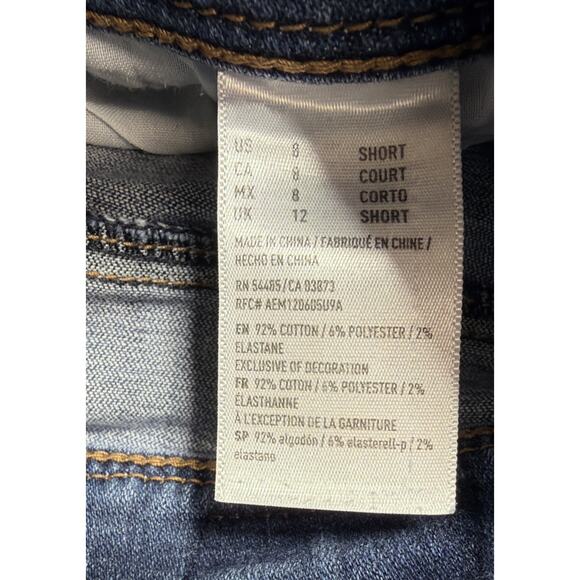 US 8 SHORT
CA 8 COURT
MX 8 CORTO
UK 12 SHORT
MADE IN CHINA / FABRIQUÉ EN CHINE /
HECHO EN CHINA
RN 54485/CA 03873
RFC# AEM120605U9A
EN 92% COTTON / 6% POLYESTER / 2%
ELASTANE
EXCLUSIVE OF DECORATION
FR 92% COTON / 6% POLYESTER / 2%
ÉLASTHANNE
À L'EXCEPTION DE LA GARNITURE
SP 92% algodón / 6% elasterell-p / 2%
elastano